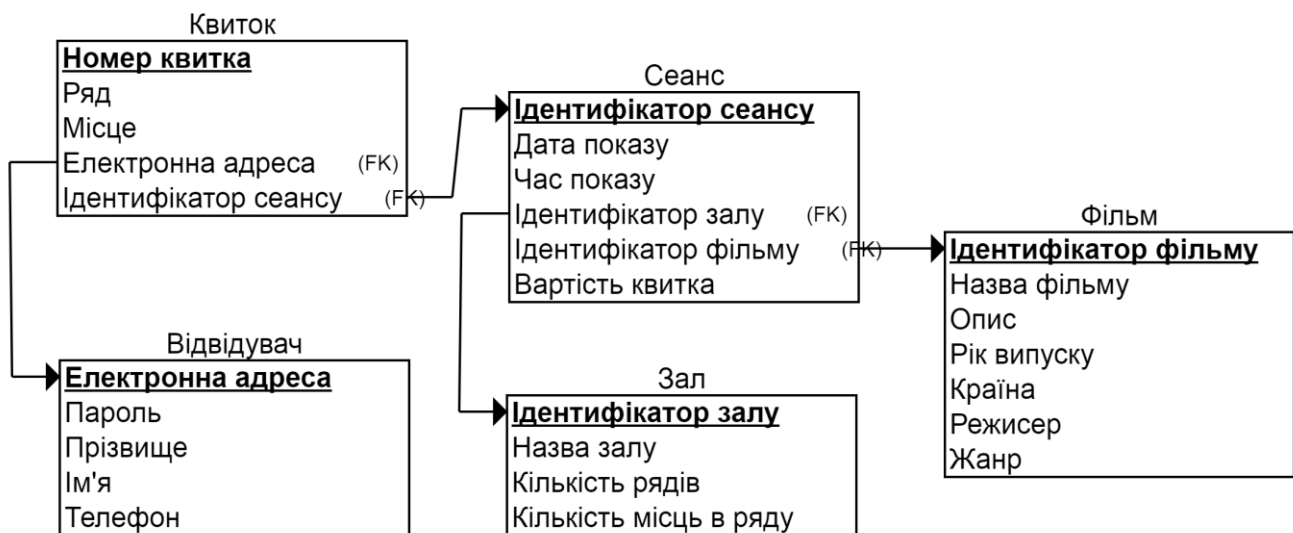 Квиток
Номер квитка
Ряд
Місце
Електронна адреса (FK)
Ідентифікатор сеансу (FK)
Сеанс
Ідентифікатор сеансу
Дата показу
Час показу
Ідентифікатор залу (FK)
Ідентифікатор фільму (FK)
Вартість квитка
Фільм
Ідентифікатор фільму
Назва фільму
Опис
Рік випуску
Країна
Режисер
Жанр
Відвідувач
Електронна адреса
Пароль
Прізвище
Ім'я
Телефон
Зал
Ідентифікатор залу
Назва залу
Кількість рядів
Кількість місць в ряду